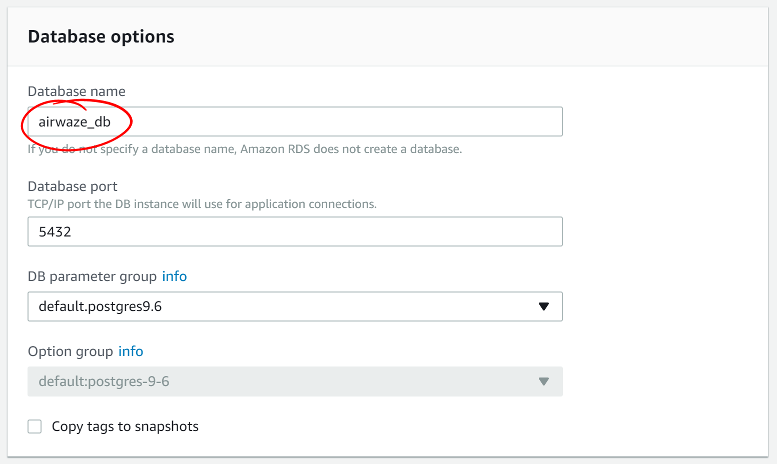 Database options
Database name
airwaze_db
If you do not specify a database name, Amazon RDS does not create a database.
Database port
TCP/IP port the DB instance will use for application connections.
5432
DB parameter group info
default.postgres9.6
Option group info
default:postgres-9-6
Copy tags to snapshots